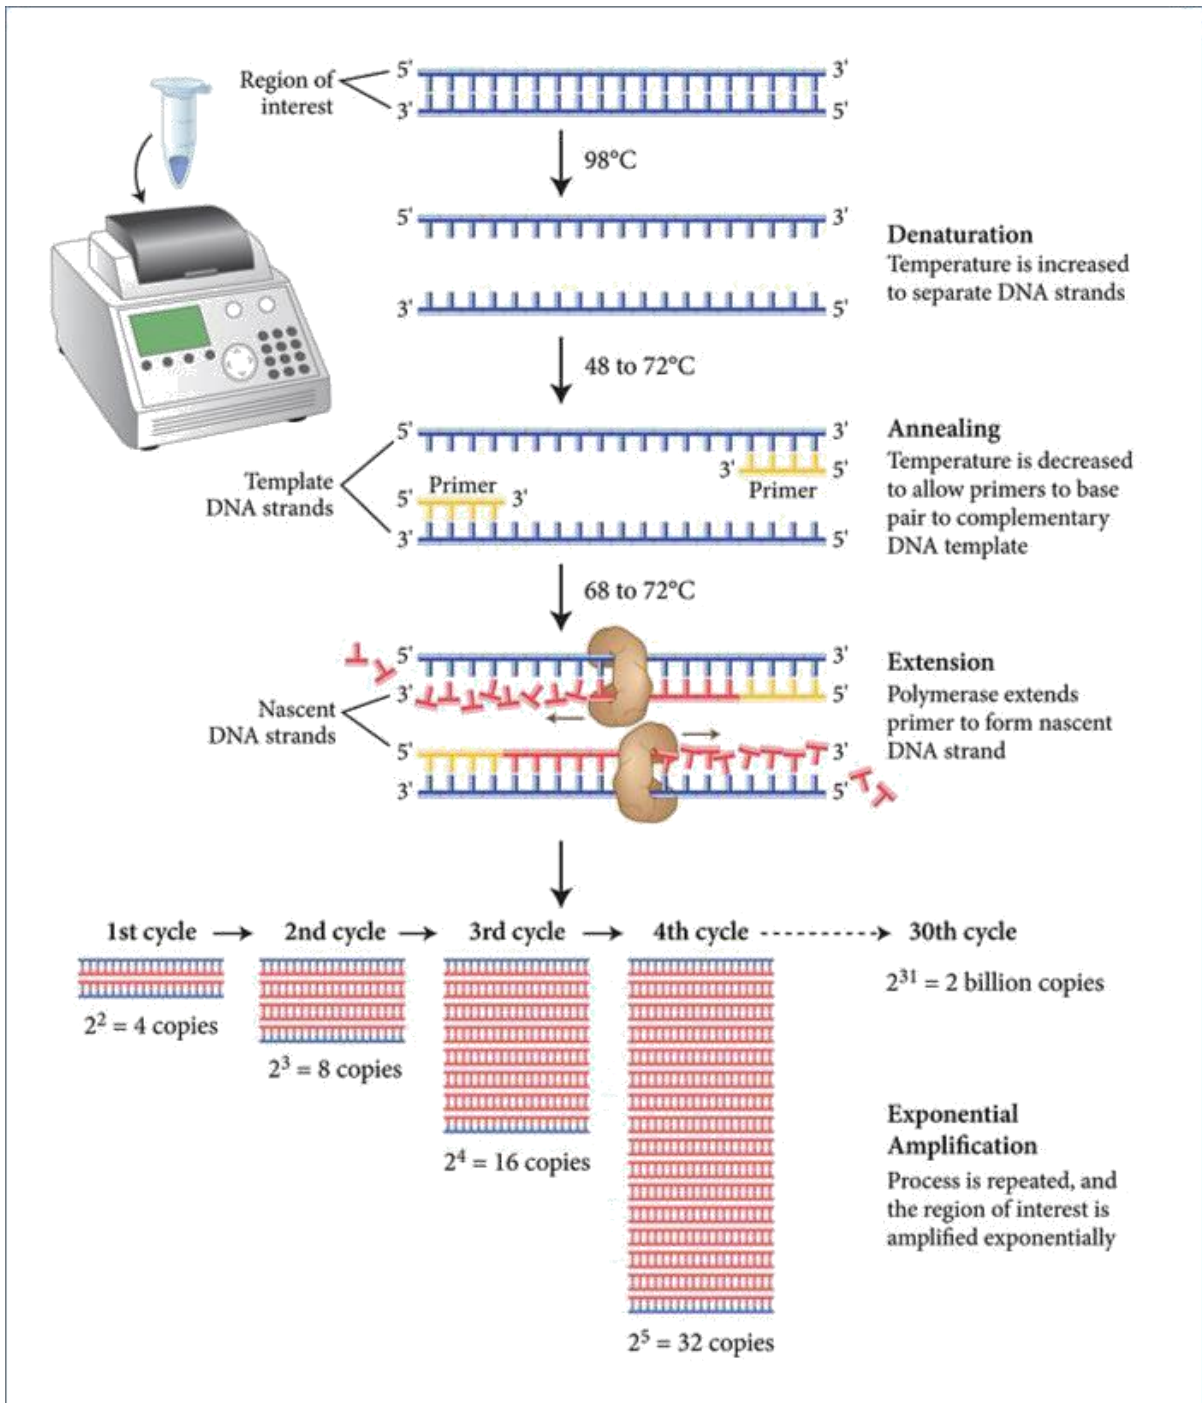 Region of
interest
5'
3'
3'
5'
98°C
5'
3'
3'
5'
Denaturation
Temperature is increased
to separate DNA strands
48 to 72°C
Template
DNA strands
5'
3'
3'
5'
Primer
5'
Primer
3'
3'
5'
Annealing
Temperature is decreased
to allow primers to base
pair to complementary
DNA template
68 to 72°C
Nascent
DNA strands
5'
3'
3'
5'
5'
3'
3'
5'
Extension
Polymerase extends
primer to form nascent
DNA strand
1st cycle
2nd cycle
3rd cycle
4th cycle
30th cycle
2² = 4 copies
2³ = 8 copies
2⁴ = 16 copies
2⁵ = 32 copies
2³¹ = 2 billion copies
Exponential
Amplification
Process is repeated, and
the region of interest is
amplified exponentially